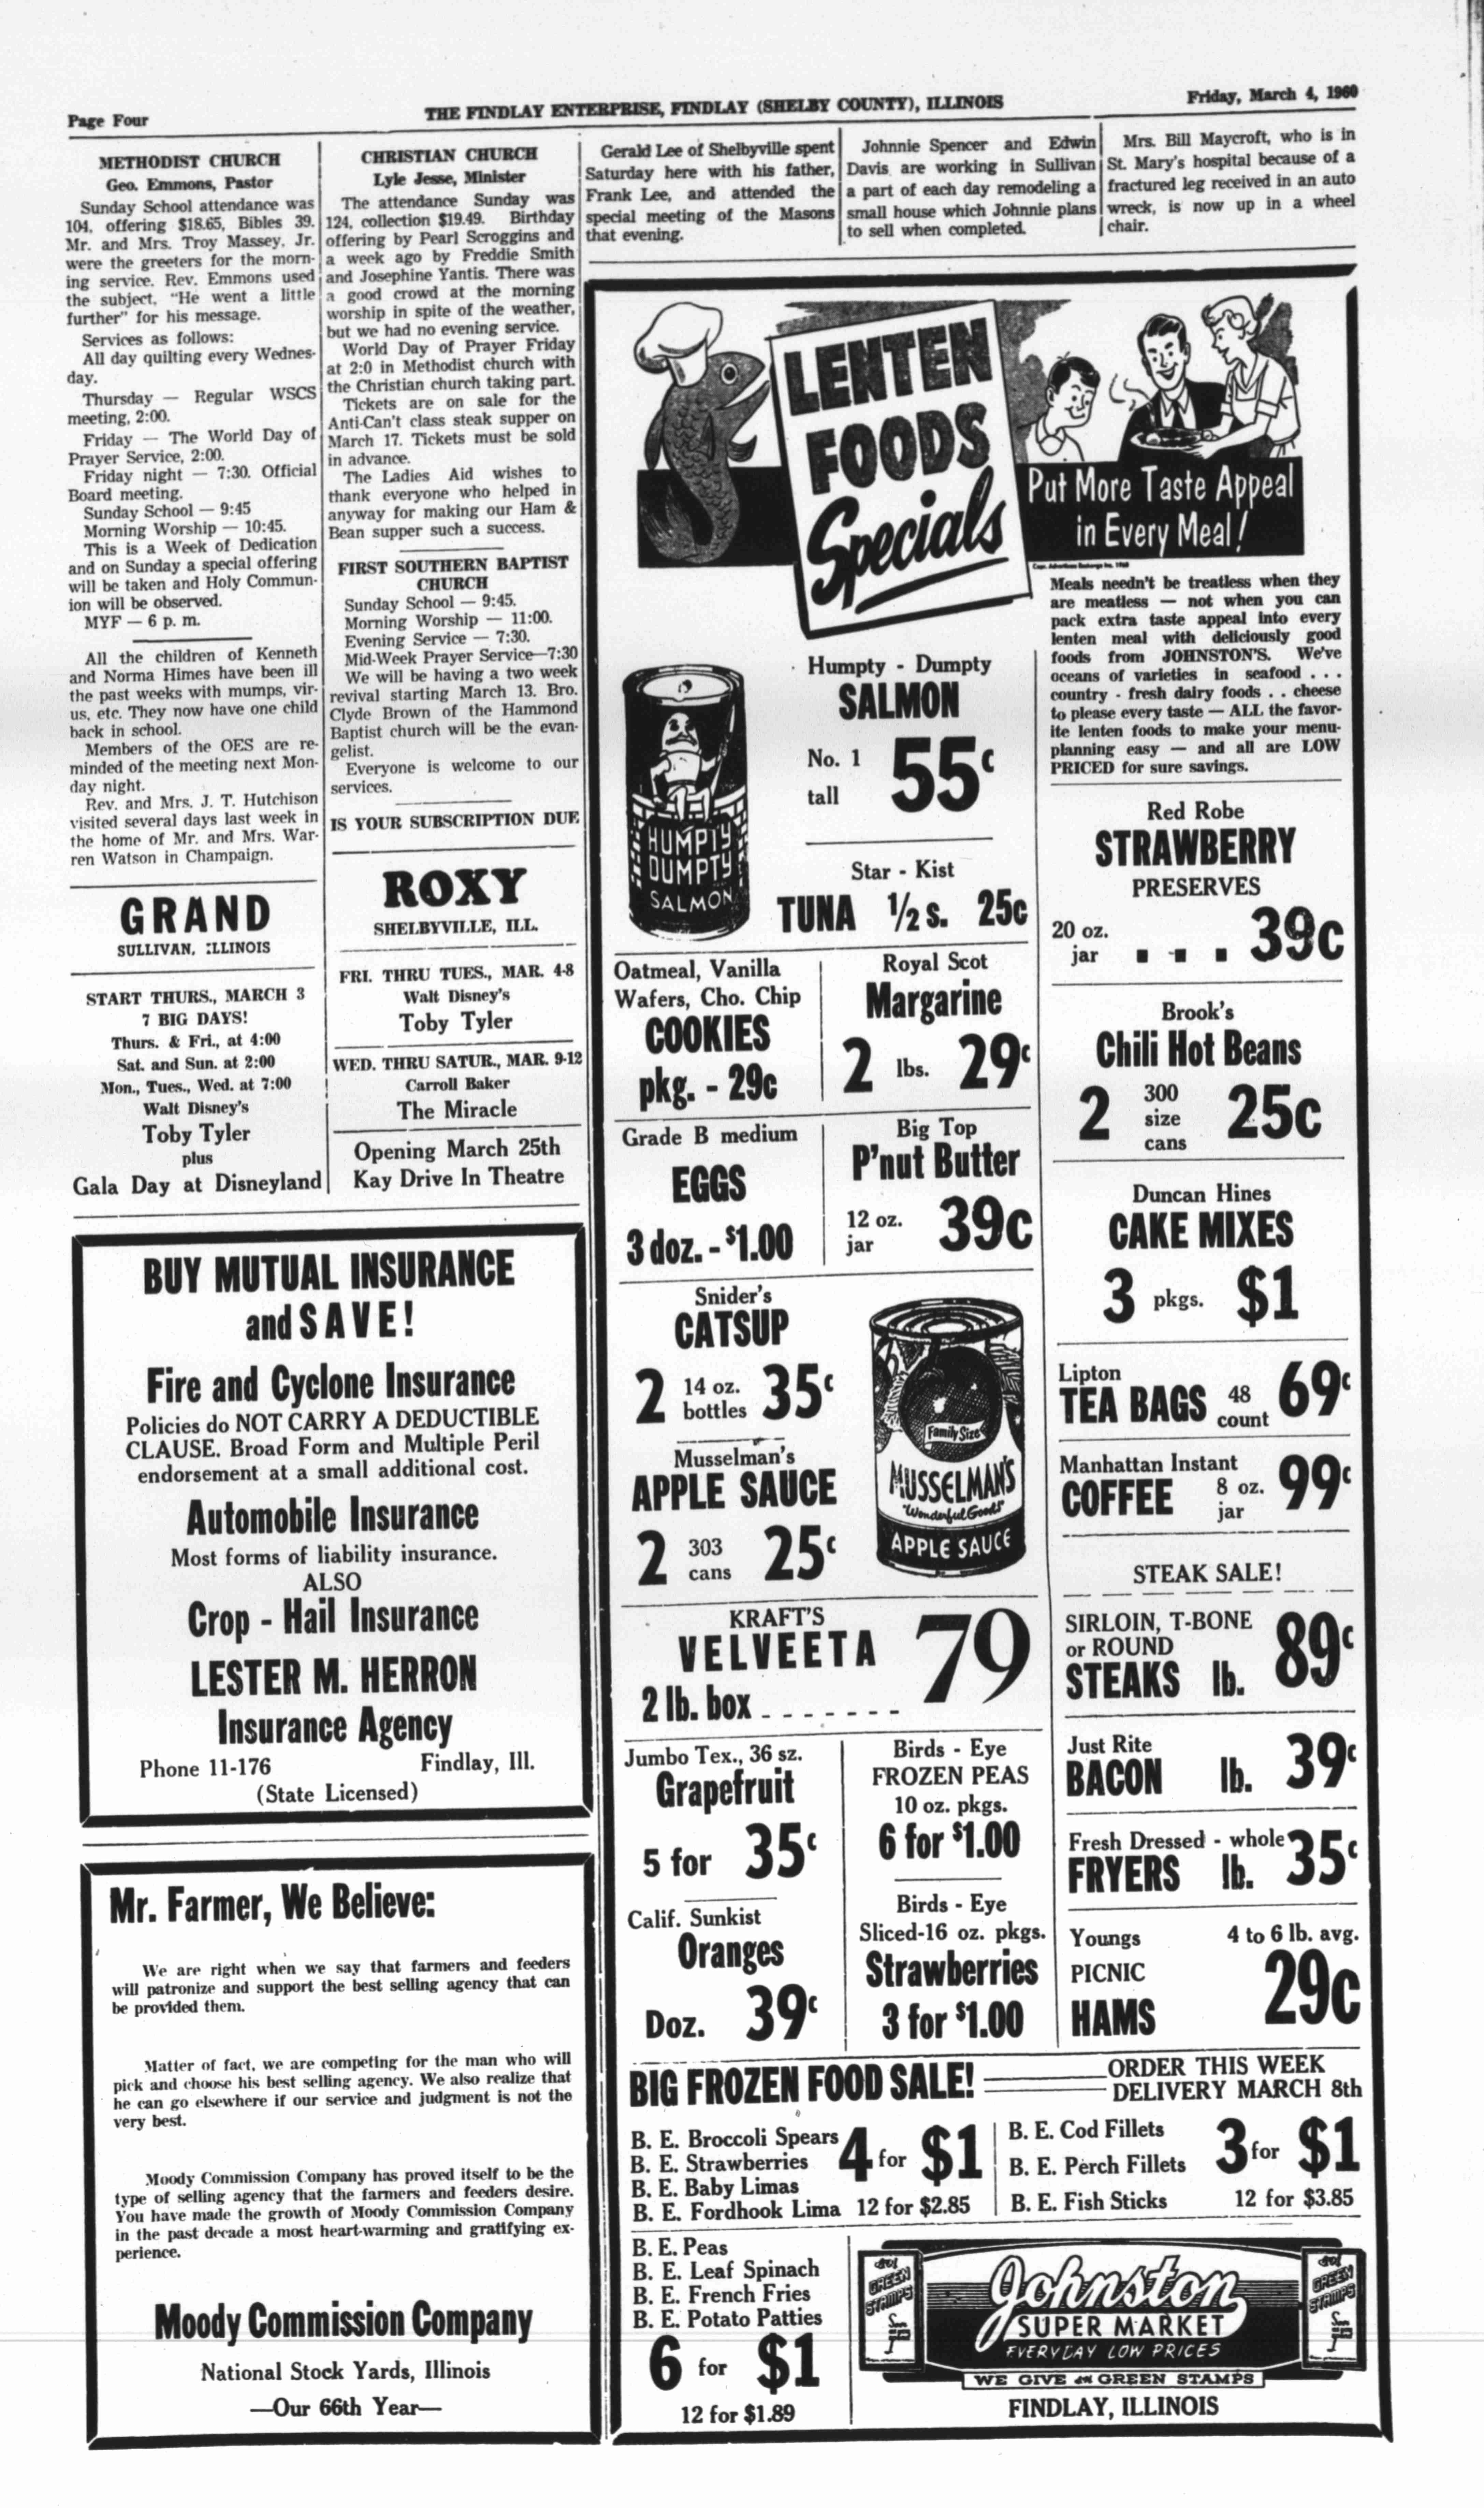 Page Four
THE FINDLAY ENTERPRISE, FINDLAY (SHELBY COUNTY), ILLINOIS
Friday, March 4, 1960
METHODIST CHURCH
Geo. Emmons, Pastor
Sunday School attendance was
104, offering $18.65, Bibles 39.
Mr. and Mrs. Troy Massey, Jr.
were the greeters for the morn-
ing service. Rev. Emmons used
the subject, "He went a little
further" for his message.
Services as follows:
All day quilting every Wednes-
day.
Thursday — Regular WSCS
meeting, 2:00.
Friday — The World Day of
Prayer Service, 2:00.
Friday night — 7:30. Official
Board meeting.
Sunday School — 9:45
Morning Worship — 10:45.
This is a Week of Dedication
and on Sunday a special offering
will be taken and Holy Commun-
ion will be observed.
MYF — 6 p. m.
All the children of Kenneth
and Norma Himes have been ill
the past weeks with mumps, vir-
us, etc. They now have one child
back in school.
Members of the OES are re-
minded of the meeting next Mon-
day night.
Rev. and Mrs. J. T. Hutchison
visited several days last week in
the home of Mr. and Mrs. War-
ren Watson in Champaign.
GRAND
SULLIVAN, ILLINOIS
START THURS., MARCH 3
7 BIG DAYS!
Thurs. & Fri., at 4:00
Sat. and Sun. at 2:00
Mon., Tues., Wed. at 7:00
Walt Disney's
Toby Tyler
plus
Gala Day at Disneyland
CHRISTIAN CHURCH
Lyle Jesse, Minister
The attendance Sunday was
124, collection $19.49. Birthday
offering by Pearl Scroggins and
a week ago by Freddie Smith
and Josephine Yantis. There was
a good crowd at the morning
worship in spite of the weather,
but we had no evening service.
World Day of Prayer Friday
at 2:0 in Methodist church with
the Christian church taking part.
Tickets are on sale for the
Anti-Can't class steak supper on
March 17. Tickets must be sold
in advance.
The Ladies Aid wishes to
thank everyone who helped in
anyway for making our Ham &
Bean supper such a success.
FIRST SOUTHERN BAPTIST
CHURCH
Sunday School — 9:45.
Morning Worship — 11:00.
Evening Service — 7:30.
Mid-Week Prayer Service—7:30
We will be having a two week
revival starting March 13. Bro.
Clyde Brown of the Hammond
Baptist church will be the evan-
gelist.
Everyone is welcome to our
services.
IS YOUR SUBSCRIPTION DUE
ROXY
SHELBYVILLE, ILL.
FRI. THRU TUES., MAR. 4-8
Walt Disney's
Toby Tyler
WED. THRU SATUR., MAR. 9-12
Carroll Baker
The Miracle
Opening March 25th
Kay Drive In Theatre
Gerald Lee of Shelbyville spent
Saturday here with his father,
Frank Lee, and attended the
special meeting of the Masons
that evening.
Johnnie Spencer and Edwin
Davis are working in Sullivan
a part of each day remodeling a
small house which Johnnie plans
to sell when completed.
Mrs. Bill Maycroft, who is in
St. Mary's hospital because of a
fractured leg received in an auto
wreck, is now up in a wheel
chair.
BUY MUTUAL INSURANCE
and SAVE!
Fire and Cyclone Insurance
Policies do NOT CARRY A DEDUCTIBLE
CLAUSE. Broad Form and Multiple Peril
endorsement at a small additional cost.
Automobile Insurance
Most forms of liability insurance.
ALSO
Crop - Hail Insurance
LESTER M. HERRON
Insurance Agency
Phone 11-176 Findlay, Ill.
(State Licensed)
Mr. Farmer, We Believe:
We are right when we say that farmers and feeders
will patronize and support the best selling agency that can
be provided them.
Matter of fact, we are competing for the man who will
pick and choose his best selling agency. We also realize that
he can go elsewhere if our service and judgment is not the
very best.
Moody Commission Company has proved itself to be the
type of selling agency that the farmers and feeders desire.
You have made the growth of Moody Commission Company
in the past decade a most heart-warming and gratifying ex-
perience.
Moody Commission Company
National Stock Yards, Illinois
—Our 66th Year—
LENTEN
FOODS
Specials
Put More Taste Appeal
in Every Meal!
Meals needn't be treatless when they
are meatless — not when you can
pack extra taste appeal into every
lenten meal with deliciously good
foods from JOHNSTON'S. We've
oceans of varieties in seafood . . .
country - fresh dairy foods . . cheese
to please every taste — ALL the favor-
ite lenten foods to make your menu-
planning easy — and all are LOW
PRICED for sure savings.
HUMPTY
DUMPTY
SALMON
Humpty - Dumpty
SALMON
No. 1
tall
55c
Star - Kist
TUNA ½ s. 25c
Oatmeal, Vanilla
Wafers, Cho. Chip
COOKIES
pkg. - 29c
Royal Scot
Margarine
2 lbs. 29c
Grade B medium
EGGS
3 doz. - $1.00
Big Top
P'nut Butter
12 oz.
jar
39c
Snider's
CATSUP
2 14 oz.
bottles 35c
Musselman's
APPLE SAUCE
2 303
cans 25c
Family Size
MUSSELMAN'S
"Wonderful Goods"
APPLE SAUCE
KRAFT'S
VELVEETA
2 lb. box - - - - - - -
79
Jumbo Tex., 36 sz.
Grapefruit
5 for 35c
Calif. Sunkist
Oranges
Doz. 39c
Birds - Eye
FROZEN PEAS
10 oz. pkgs.
6 for $1.00
Birds - Eye
Sliced-16 oz. pkgs.
Strawberries
3 for $1.00
Red Robe
STRAWBERRY
PRESERVES
20 oz.
jar . . . 39c
Brook's
Chili Hot Beans
2 300
size
cans 25c
Duncan Hines
CAKE MIXES
3 pkgs. $1
Lipton
TEA BAGS 48
count 69c
Manhattan Instant
COFFEE 8 oz.
jar 99c
STEAK SALE!
SIRLOIN, T-BONE
or ROUND
STEAKS lb. 89c
Just Rite
BACON lb. 39c
Fresh Dressed - whole
FRYERS lb. 35c
Youngs 4 to 6 lb. avg.
PICNIC
HAMS 29c
BIG FROZEN FOOD SALE!
ORDER THIS WEEK
DELIVERY MARCH 8th
B. E. Broccoli Spears
B. E. Strawberries
B. E. Baby Limas
4 for $1
B. E. Fordhook Lima 12 for $2.85
B. E. Cod Fillets
B. E. Perch Fillets
3 for $1
B. E. Fish Sticks 12 for $3.85
B. E. Peas
B. E. Leaf Spinach
B. E. French Fries
B. E. Potato Patties
6 for $1
12 for $1.89
GREEN
STAMPS
Johnston
SUPER MARKET
EVERYDAY LOW PRICES
WE GIVE S&H GREEN STAMPS
GREEN
STAMPS
FINDLAY, ILLINOIS